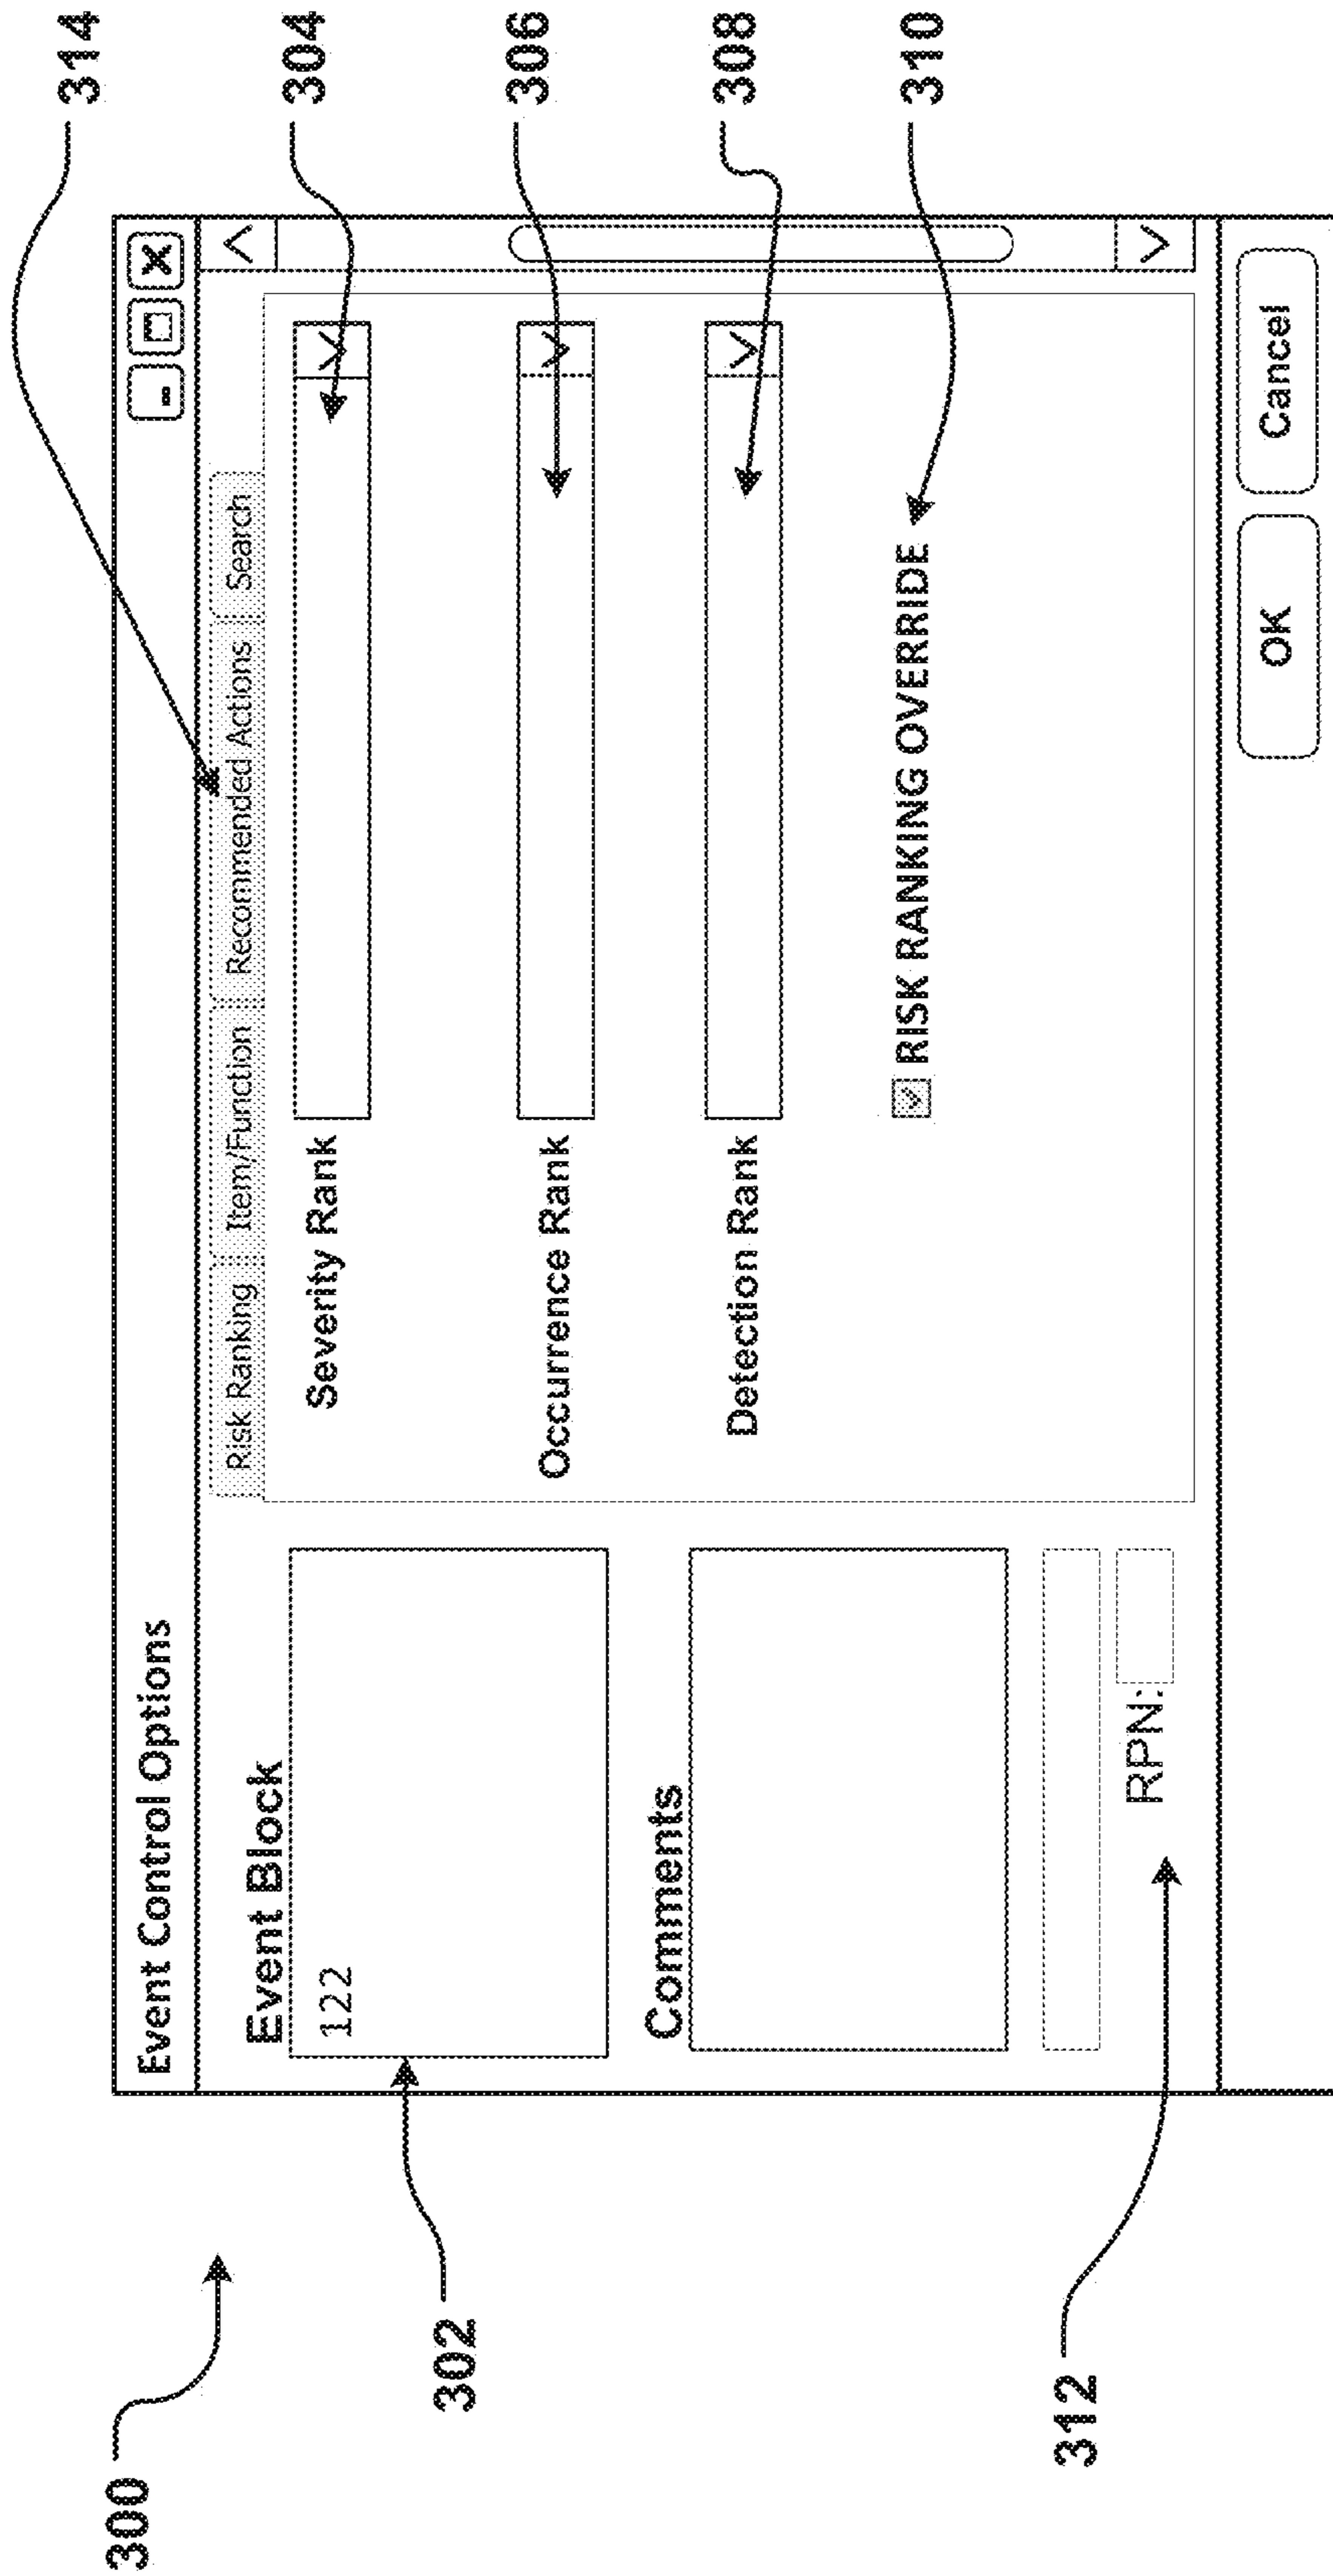 300
314
Event Control Options
Risk Ranking Item/Function Recommended Actions Search
Event Block
122
302
Severity Rank
304
Occurrence Rank
306
Comments
Detection Rank
308
RISK RANKING OVERRIDE
310
RPN:
312
OK Cancel